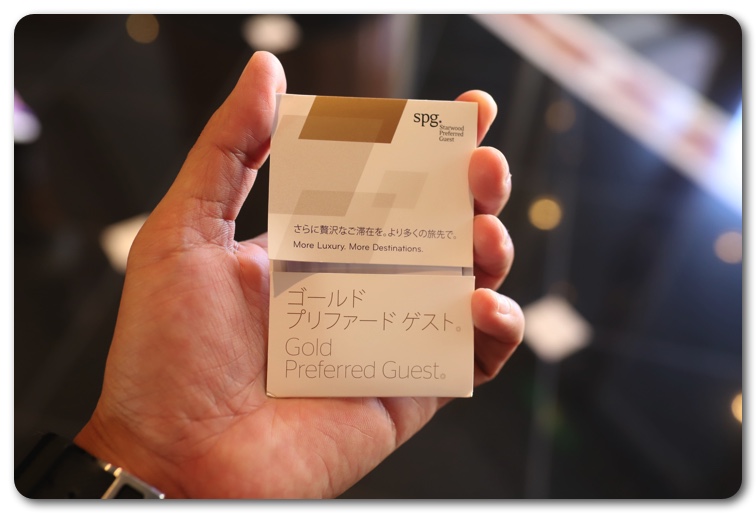 spg.
Starwood
Preferred
Guest
さらに贅沢なご滞在を。より多くの旅先で。
More Luxury. More Destinations.
ゴールド
プリファード ゲスト。
Gold
Preferred Guest®